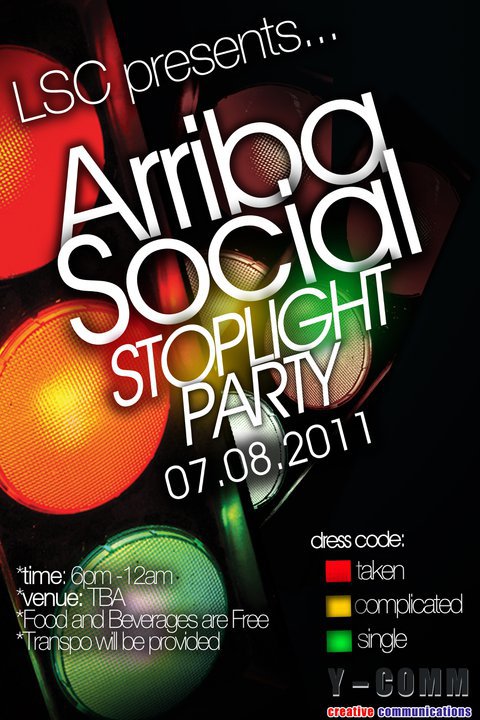 LSC presents...
Arriba
Social
STOPLIGHT
PARTY
07.08.2011
*time: 6pm -12am
*venue: TBA
*Food and Beverages are Free
*Transpo will be provided
dress code:
taken
complicated
single
Y-COMM
creative communications